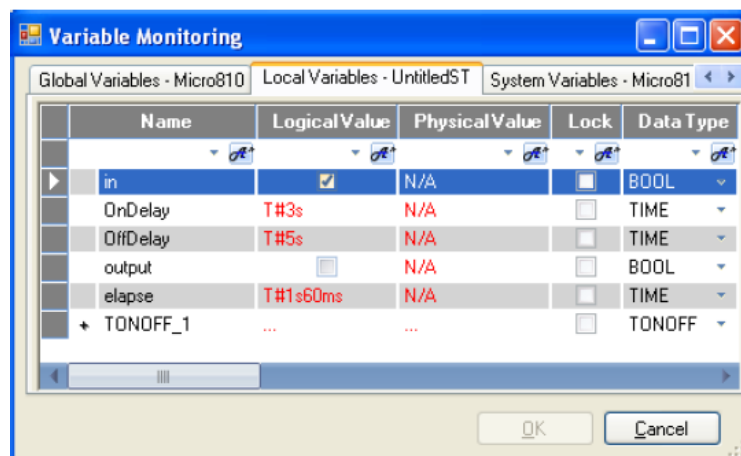 Variable Monitoring
Global Variables - Micro810 Local Variables - UntitledST System Variables - Micro81
Name Logical Value Physical Value Lock Data Type
in N/A BOOL
OnDelay T#3s N/A TIME
OffDelay T#5s N/A TIME
output N/A BOOL
elapse T#1s60ms N/A TIME
+ TONOFF_1 ... ... TONOFF
OK Cancel